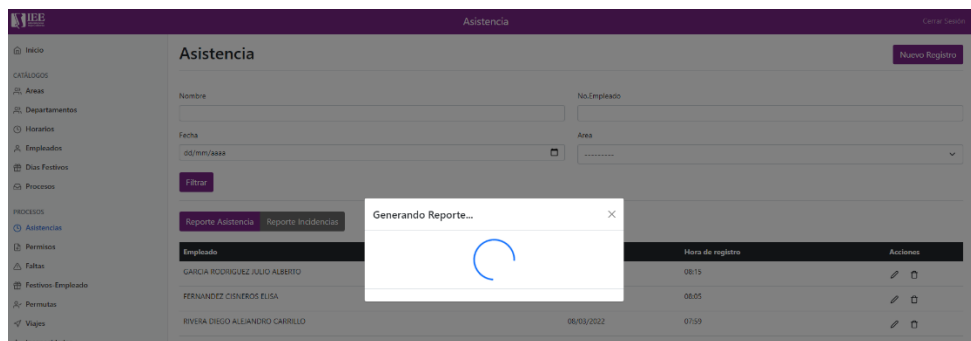 IEE
Asistencia
Cerrar Sesión
Inicio
CATÁLOGOS
Areas
Departamentos
Horarios
Empleados
Dias Festivos
Procesos
PROCESOS
Asistencias
Permisos
Faltas
Festivos-Empleado
Permutas
Viajes
Asistencia
Nuevo Registro
Nombre
No.Empleado
Fecha
Area
dd/mm/aaaa
---------
Filtrar
Reporte Asistencia
Reporte Incidencias
Generando Reporte...
Empleado
Hora de registro
Acciones
GARCIA RODRIGUEZ JULIO ALBERTO
08:15
FERNANDEZ CISNEROS ELISA
08:05
RIVERA DIEGO ALEJANDRO CARRILLO
08/03/2022
07:59